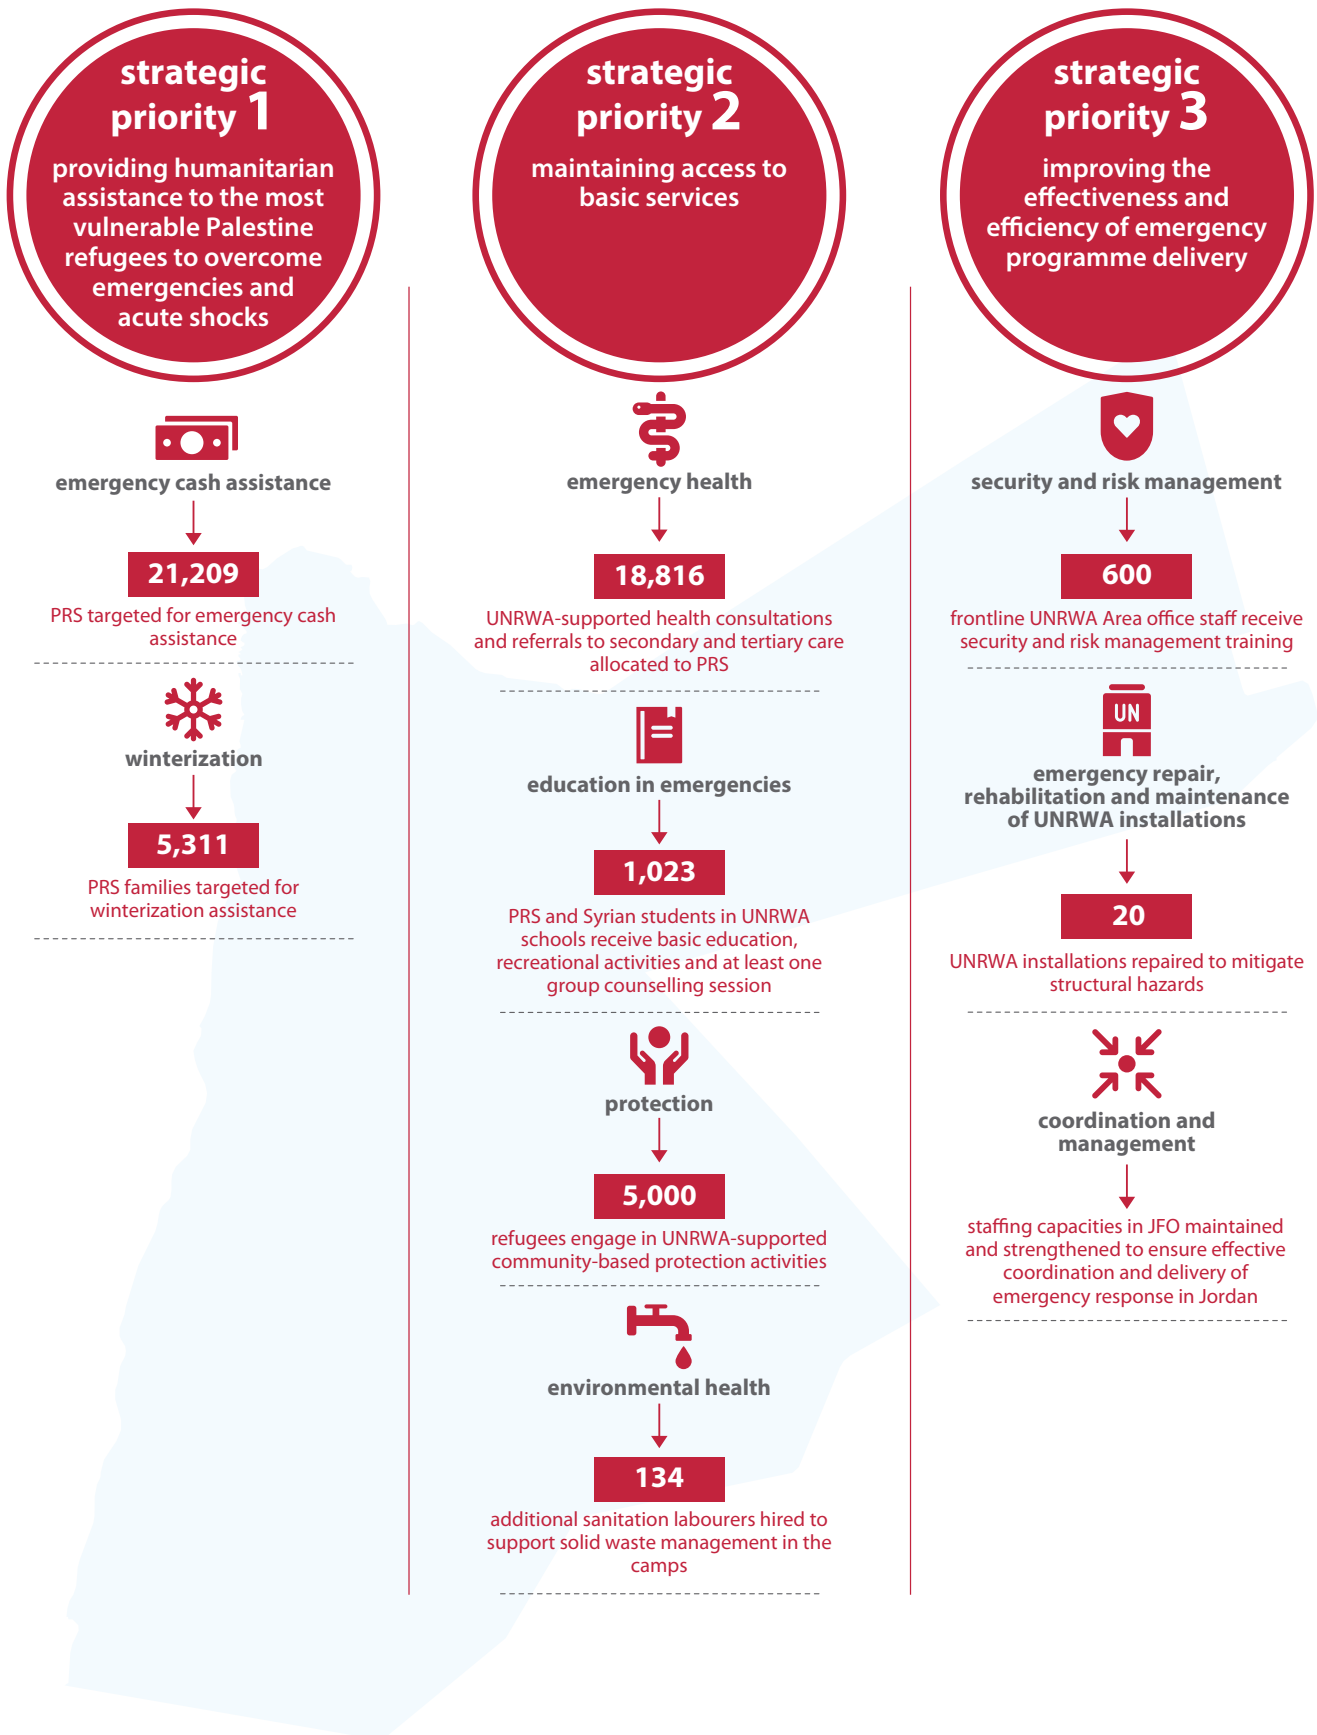 strategic
priority 1
providing humanitarian
assistance to the most
vulnerable Palestine
refugees to overcome
emergencies and
acute shocks
emergency cash assistance
21,209
PRS targeted for emergency cash
assistance
winterization
5,311
PRS families targeted for
winterization assistance
strategic
priority 2
maintaining access to
basic services
emergency health
18,816
UNRWA-supported health consultations
and referrals to secondary and tertiary care
allocated to PRS
education in emergencies
1,023
PRS and Syrian students in UNRWA
schools receive basic education,
recreational activities and at least one
group counselling session
protection
5,000
refugees engage in UNRWA-supported
community-based protection activities
environmental health
134
additional sanitation labourers hired to
support solid waste management in the
camps
strategic
priority 3
improving the
effectiveness and
efficiency of emergency
programme delivery
security and risk management
600
frontline UNRWA Area office staff receive
security and risk management training
UN
emergency repair,
rehabilitation and maintenance
of UNRWA installations
20
UNRWA installations repaired to mitigate
structural hazards
coordination and
management
staffing capacities in JFO maintained
and strengthened to ensure effective
coordination and delivery of
emergency response in Jordan